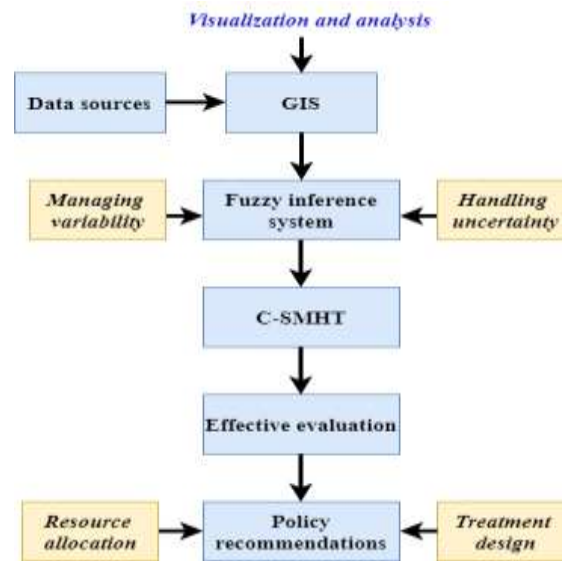 Visualization and analysis
Data sources
GIS
Managing
variability
Fuzzy inference
system
Handling
uncertainty
C-SMHT
Effective evaluation
Resource
allocation
Policy
recommendations
Treatment
design